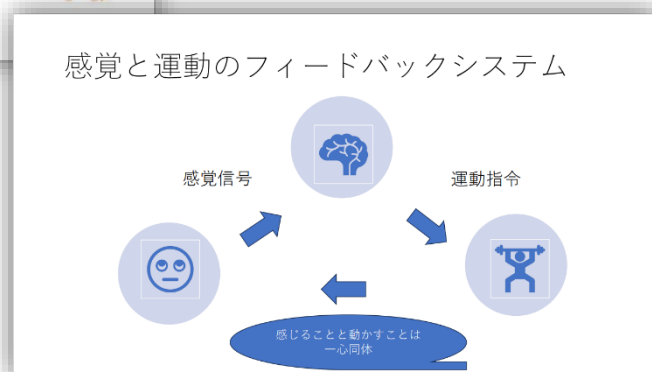 感覚と運動のフィードバックシステム
感覚信号
運動指令
感じることと動かすことは
一心同体